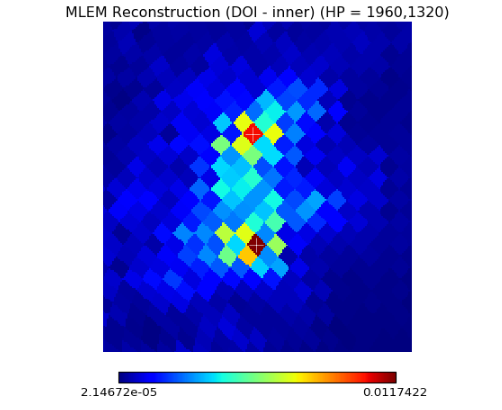 MLEM Reconstruction (DOI - inner) (HP = 1960,1320)
2.14672e-05 0.0117422